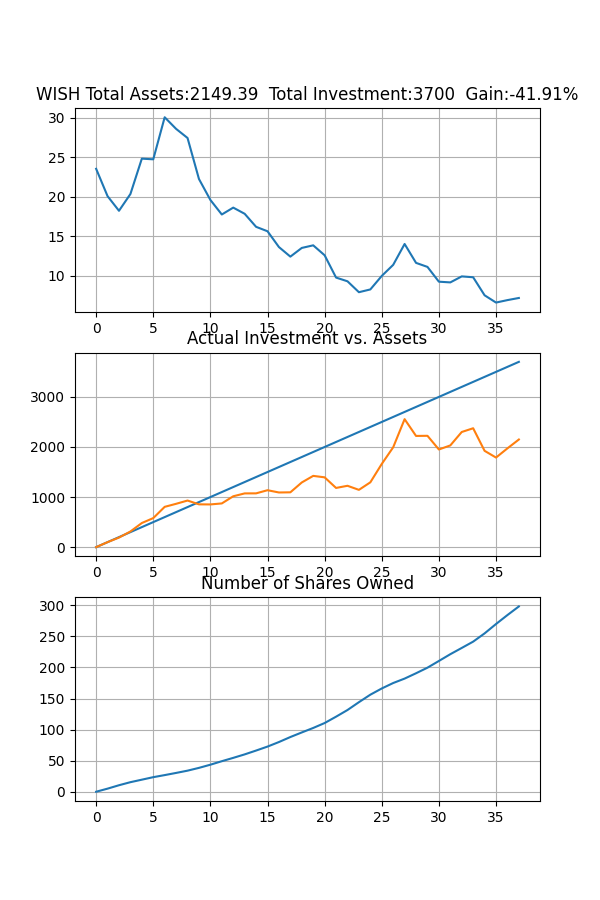 WISH Total Assets:2149.39  Total Investment:3700  Gain:-41.91%
30
25
20
15
10
0 5 10 15 20 25 30 35
Actual Investment vs. Assets
3000
2000
1000
0
0 5 10 15 20 25 30 35
Number of Shares Owned
300
250
200
150
100
50
0
0 5 10 15 20 25 30 35